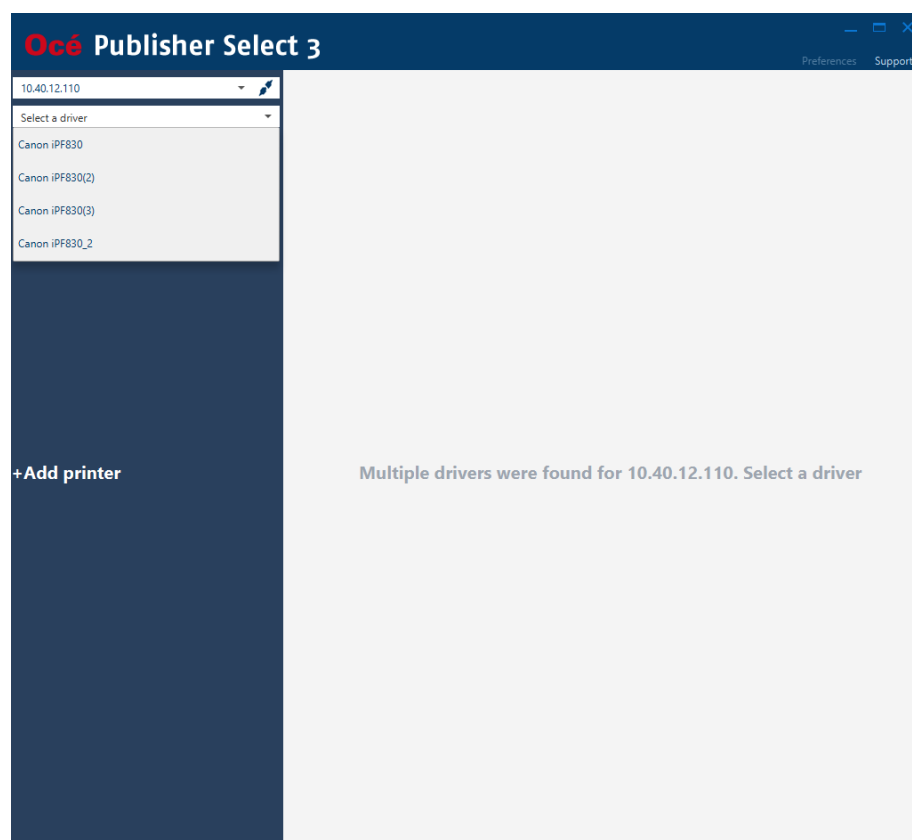 Océ Publisher Select 3
Preferences Support
10.40.12.110
Select a driver
Canon iPF830
Canon iPF830(2)
Canon iPF830(3)
Canon iPF830_2
+Add printer
Multiple drivers were found for 10.40.12.110. Select a driver